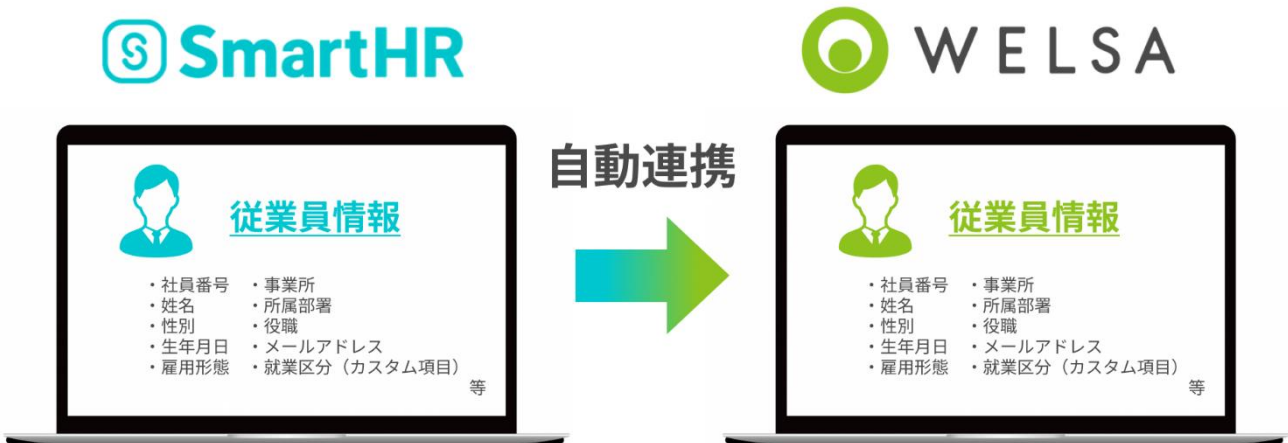 SmartHR
WELSA
自動連携
従業員情報
・社員番号 ・事業所
・姓名 ・所属部署
・性別 ・役職
・生年月日 ・メールアドレス
・雇用形態 ・就業区分（カスタム項目）
等
従業員情報
・社員番号 ・事業所
・姓名 ・所属部署
・性別 ・役職
・生年月日 ・メールアドレス
・雇用形態 ・就業区分（カスタム項目）
等